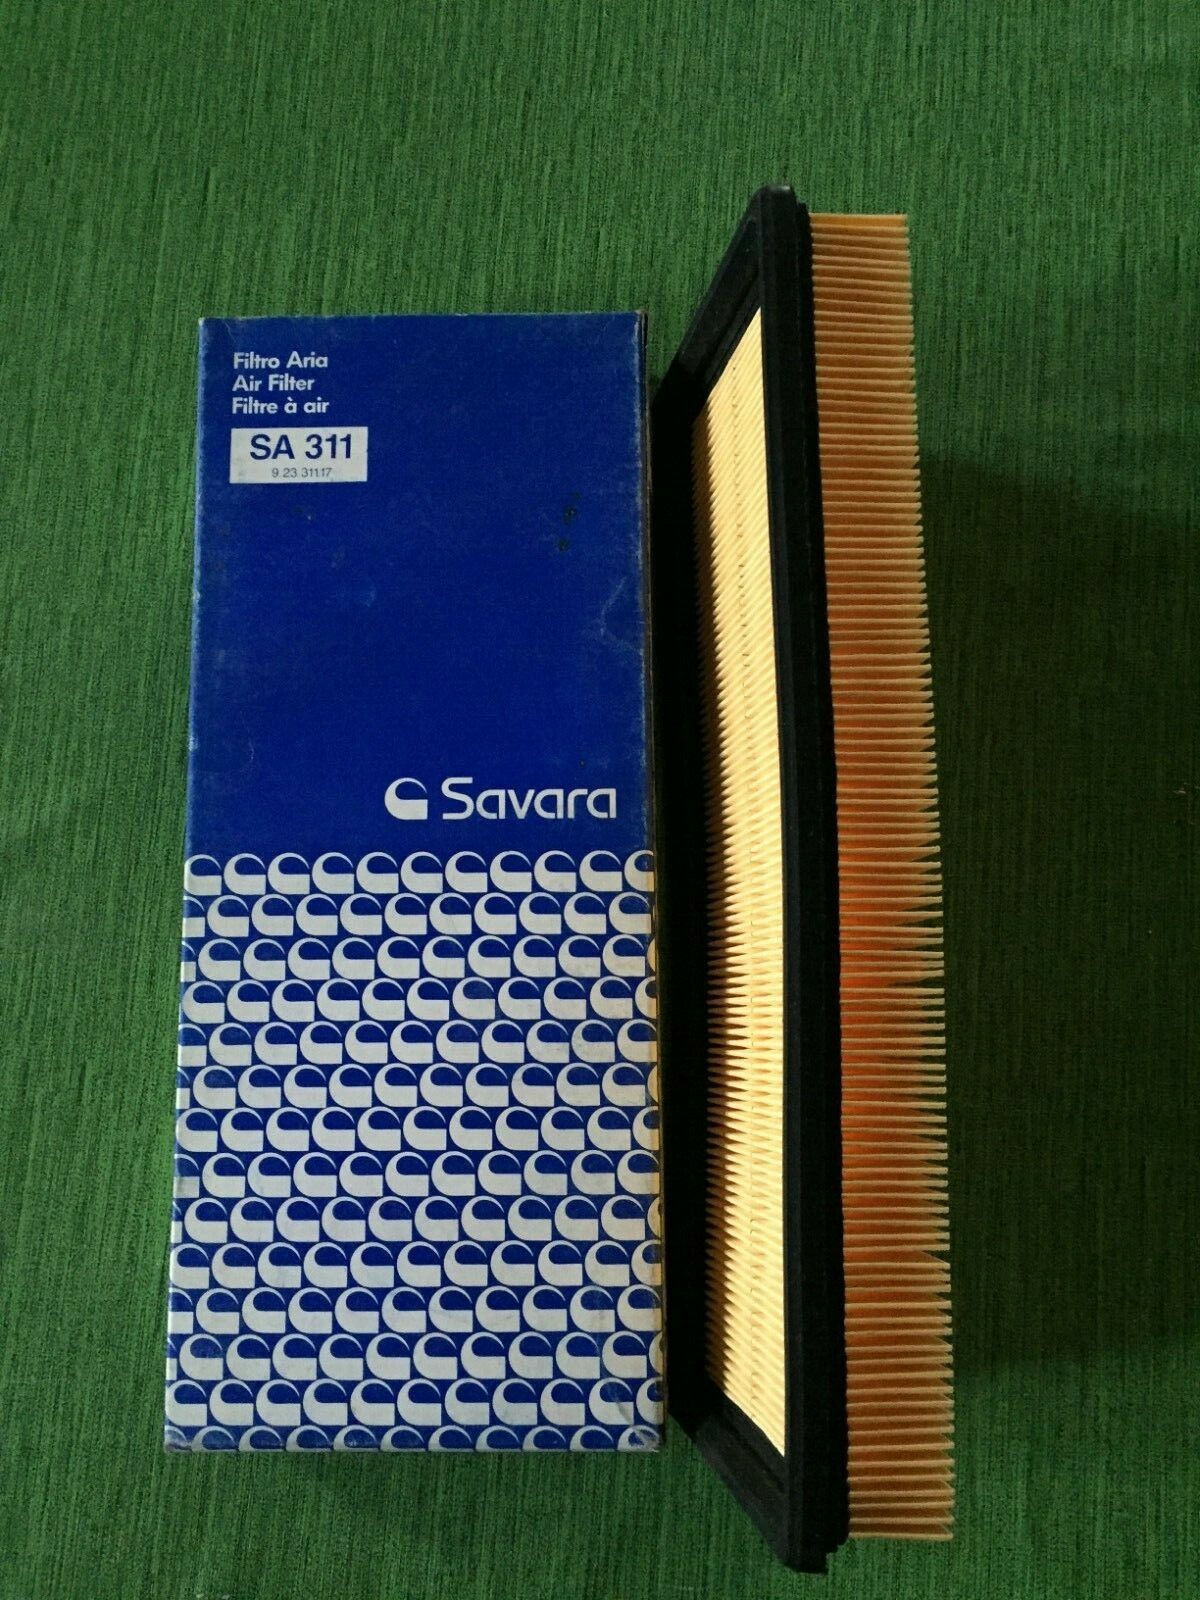 Filtro Aria
Air Filter
Filtre à air
SA 311
9.23.311.17
Savara